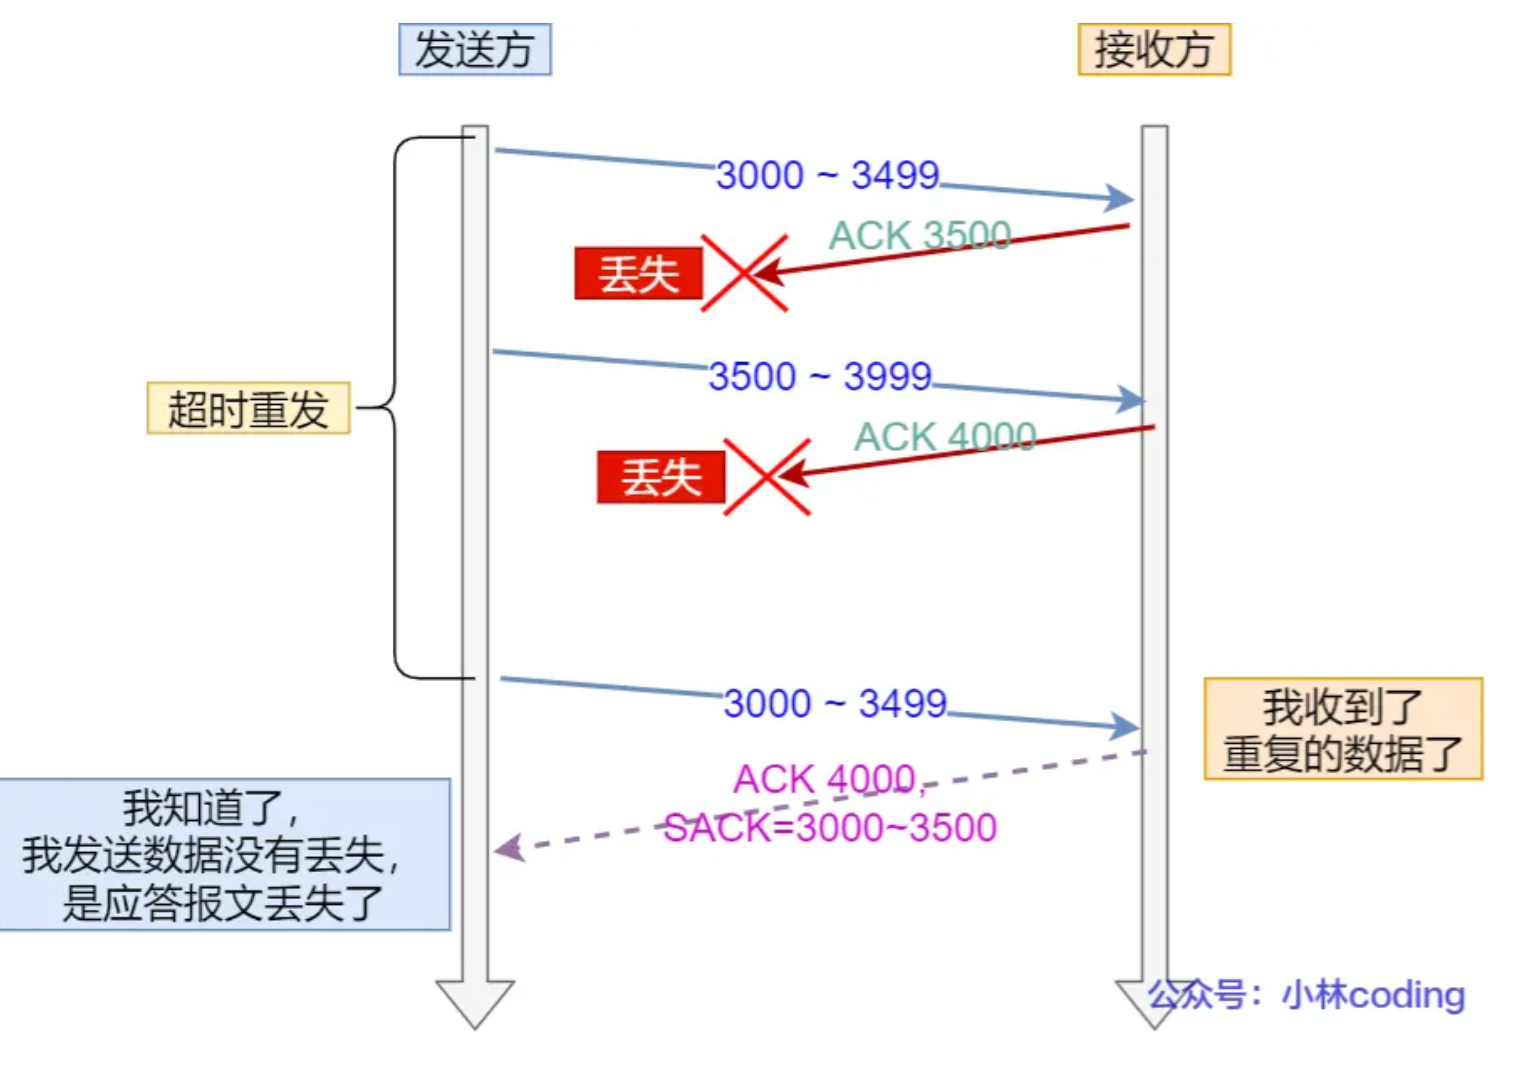 发送方
接收方
3000 ~ 3499
ACK 3500
丢失
3500 ~ 3999
超时重发
ACK 4000
丢失
3000 ~ 3499
我收到了
重复的数据了
ACK 4000,
SACK=3000~3500
我知道了，
我发送数据没有丢失，
是应答报文丢失了
公众号：小林coding